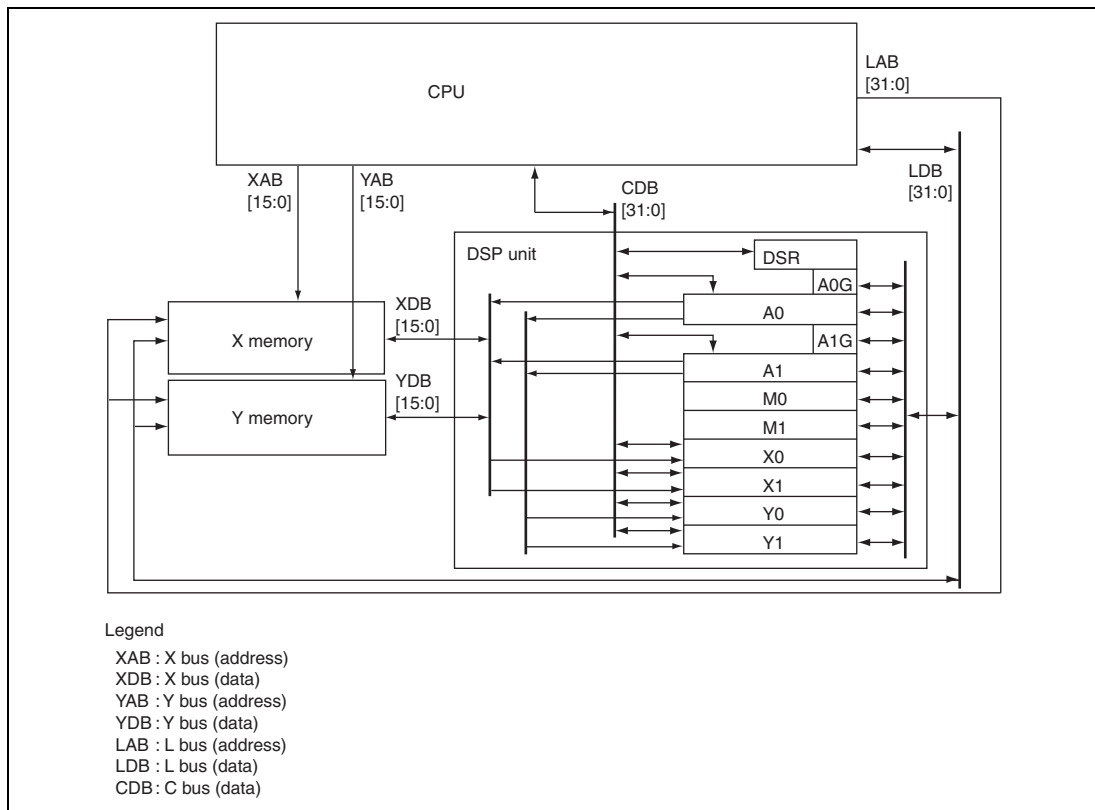 CPU
LAB
[31:0]
XAB
[15:0]
YAB
[15:0]
CDB
[31:0]
LDB
[31:0]
DSP unit
DSR
A0G
A0
A1G
A1
M0
M1
X0
X1
Y0
Y1
XDB
[15:0]
X memory
YDB
[15:0]
Y memory
Legend
XAB : X bus (address)
XDB : X bus (data)
YAB : Y bus (address)
YDB : Y bus (data)
LAB : L bus (address)
LDB : L bus (data)
CDB : C bus (data)